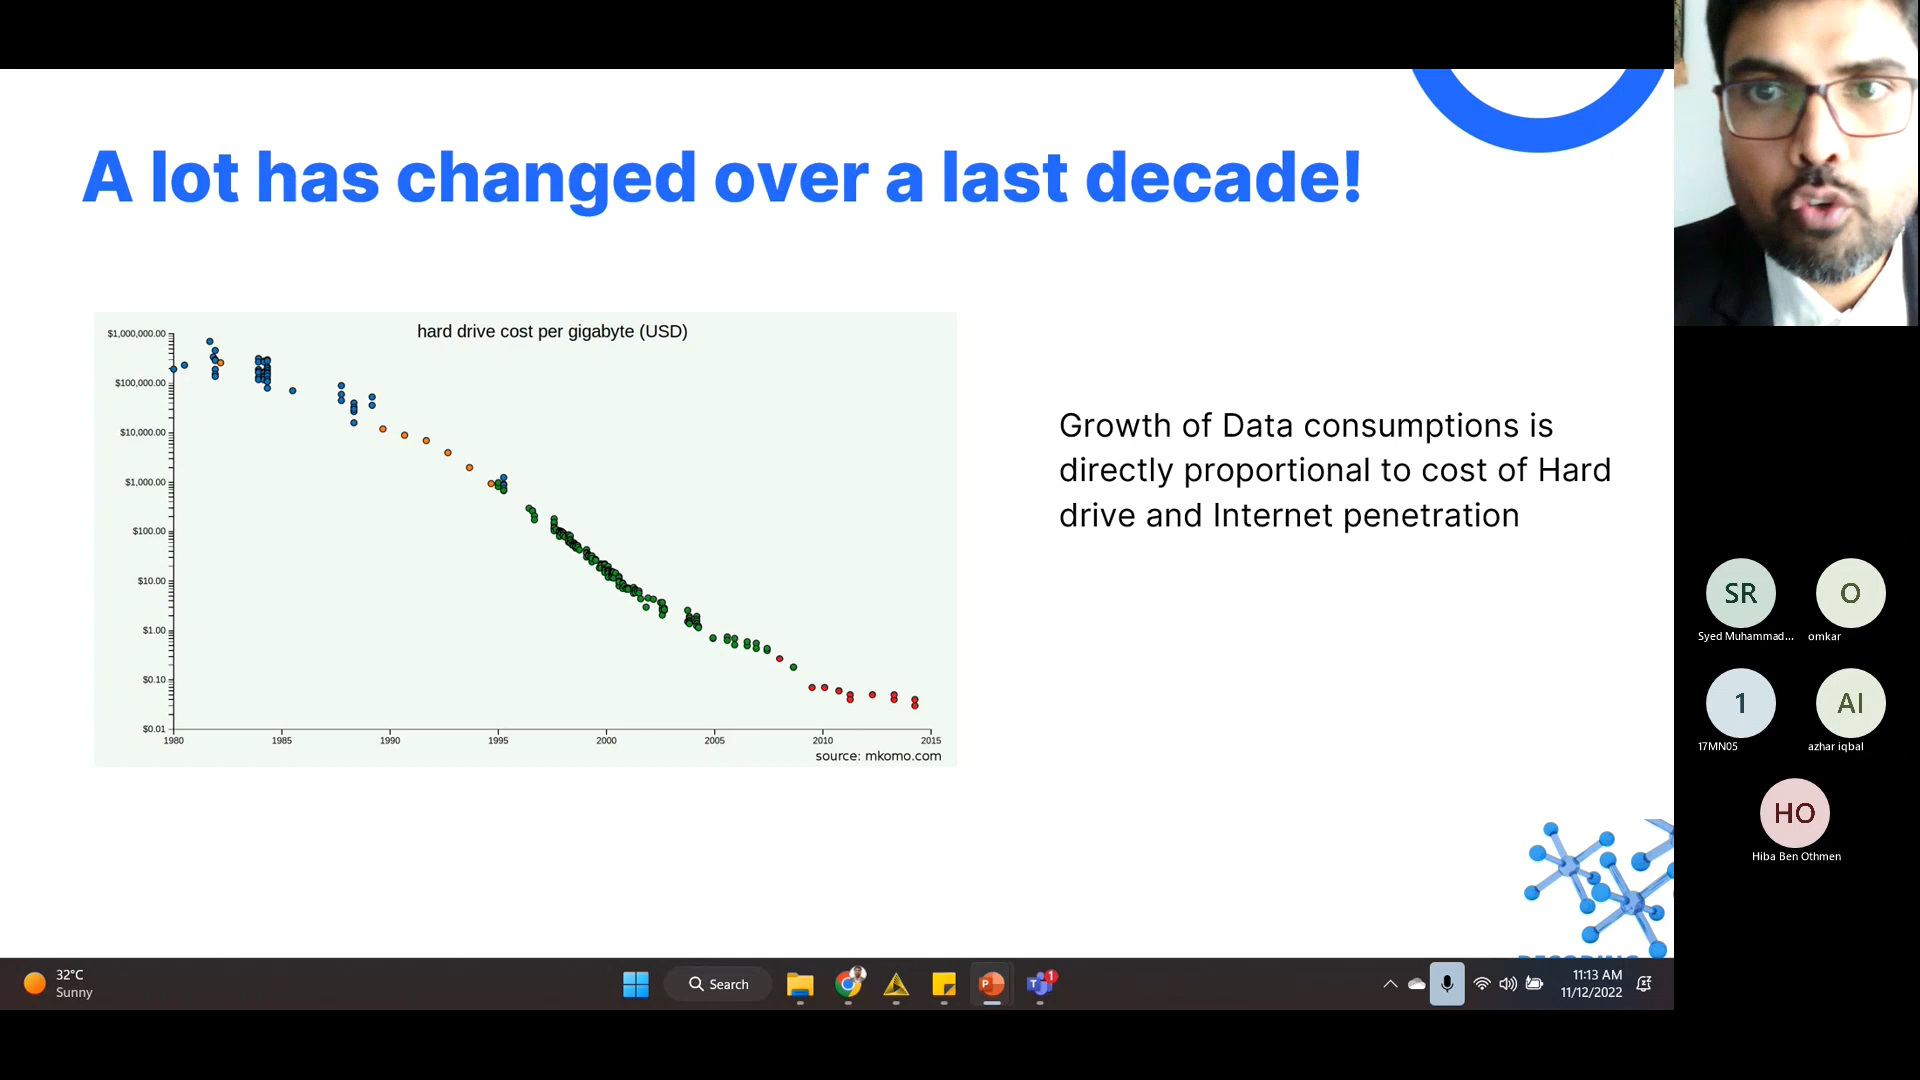 A lot has changed over a last decade!
hard drive cost per gigabyte (USD)
$1,000,000.00
$100,000.00
$10,000.00
$1,000.00
$100.00
$10.00
$1.00
$0.10
$0.01
1980 1985 1990 1995 2000 2005 2010 2015
source: mkomo.com
Growth of Data consumptions is
directly proportional to cost of Hard
drive and Internet penetration
SR
Syed Muhammad...
O
omkar
1
17MN05
AI
azhar iqbal
HO
Hiba Ben Othmen
32°C
Sunny
Search
P
T
1
11:13 AM
11/12/2022